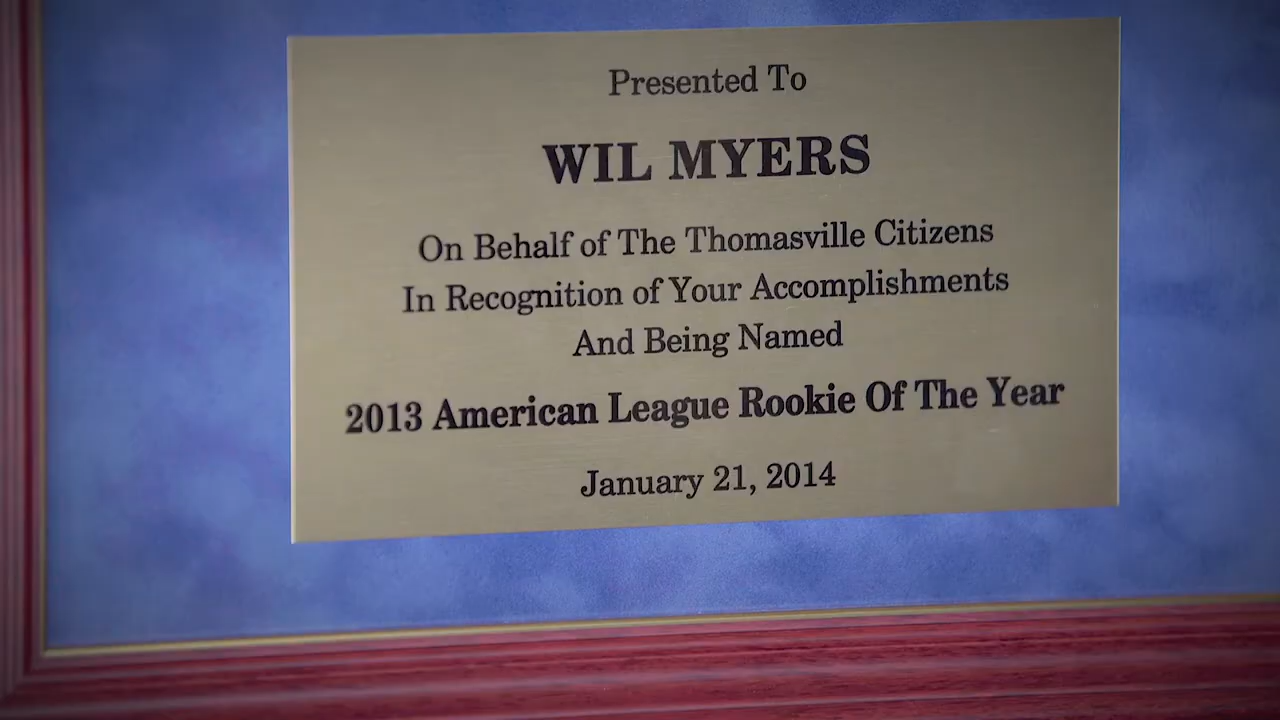 Presented To
WIL MYERS
On Behalf of The Thomasville Citizens
In Recognition of Your Accomplishments
And Being Named
2013 American League Rookie Of The Year
January 21, 2014